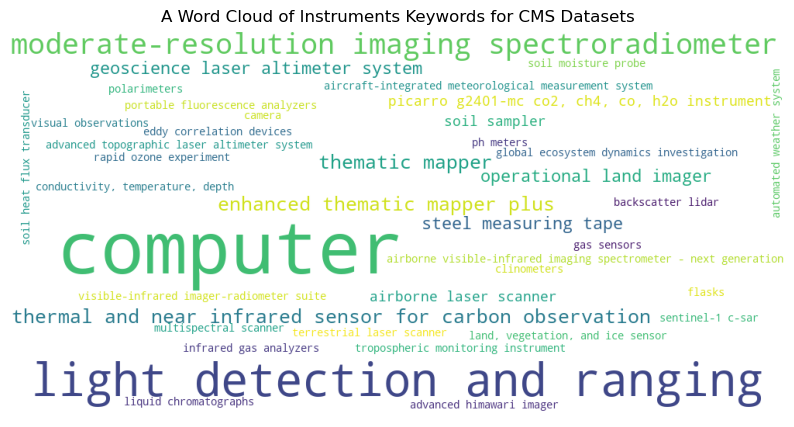 A Word Cloud of Instruments Keywords for CMS Datasets
moderate-resolution imaging spectroradiometer
geoscience laser altimeter system
soil moisture probe
polarimeters
aircraft-integrated meteorological measurement system
portable fluorescence analyzers
picarro g2401-mc co2, ch4, co, h2o instrument
camera
visual observations
soil sampler
eddy correlation devices
advanced topographic laser altimeter system
ph meters
rapid ozone experiment
thematic mapper
global ecosystem dynamics investigation
operational land imager
conductivity, temperature, depth
soil heat flux transducer
automated weather system
enhanced thematic mapper plus
backscatter lidar
steel measuring tape
computer
gas sensors
airborne visible-infrared imaging spectrometer - next generation
clinometers
visible-infrared imager-radiometer suite
airborne laser scanner
flasks
thermal and near infrared sensor for carbon observation
sentinel-1 c-sar
multispectral scanner
terrestrial laser scanner
land, vegetation, and ice sensor
infrared gas analyzers
tropospheric monitoring instrument
light detection and ranging
liquid chromatographs
advanced himawari imager